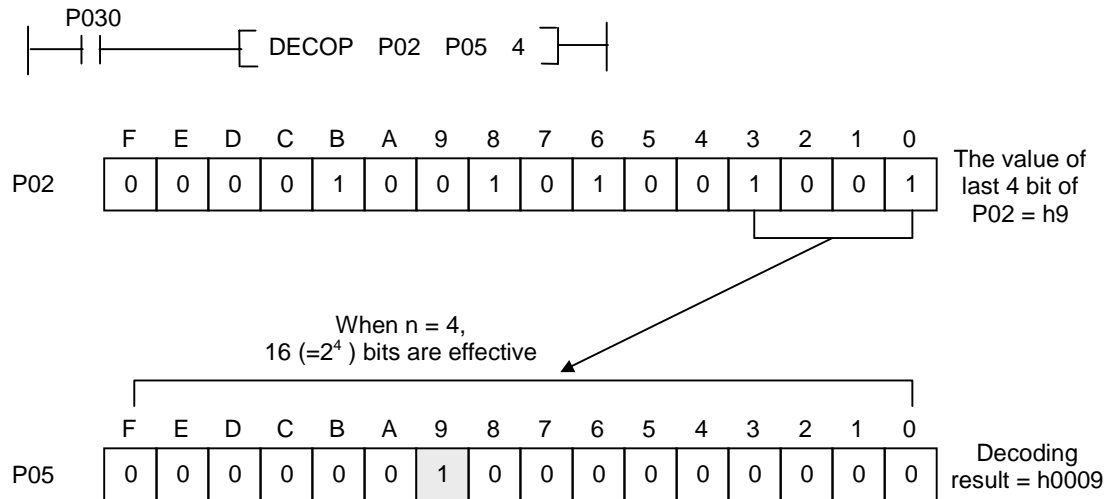 P030
DECOP P02 P05 4
F E D C B A 9 8 7 6 5 4 3 2 1 0
P02 0 0 0 0 1 0 0 1 0 1 0 0 1 0 0 1
The value of
last 4 bit of
P02 = h9
When n = 4,
16 (=2⁴ ) bits are effective
F E D C B A 9 8 7 6 5 4 3 2 1 0
P05 0 0 0 0 0 0 1 0 0 0 0 0 0 0 0 0
Decoding
result = h0009